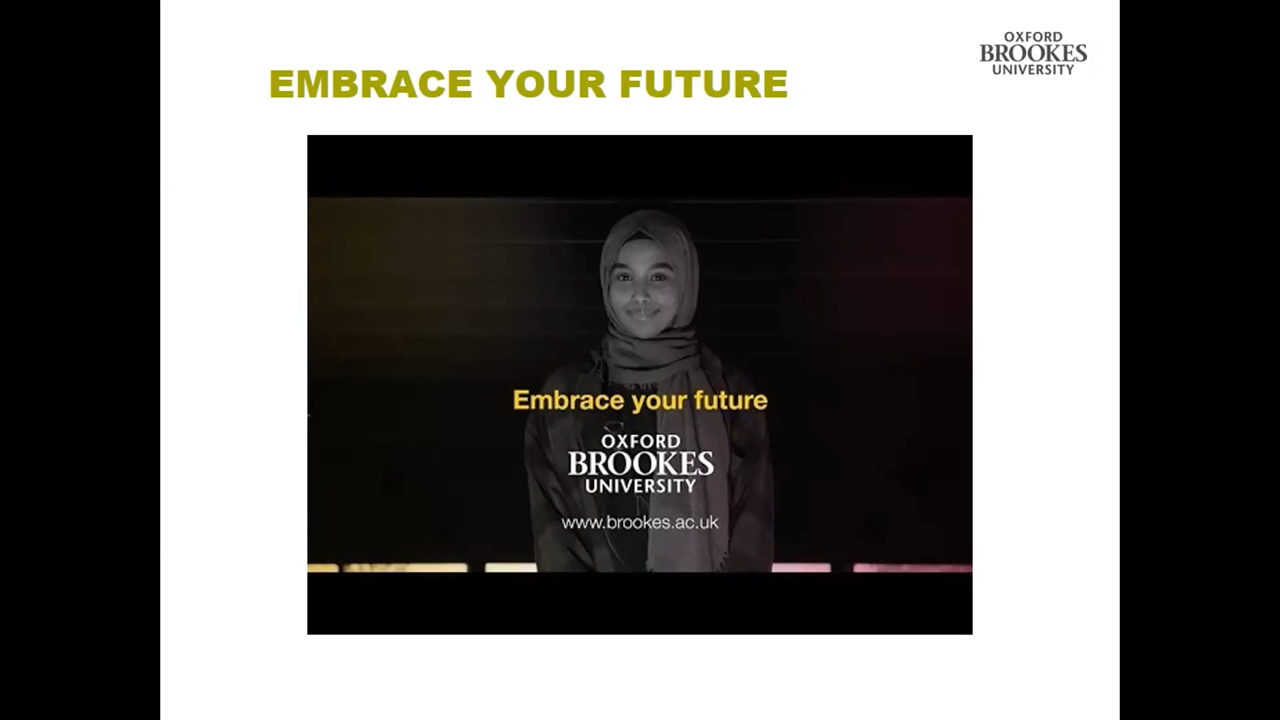 OXFORD
BROOKES
UNIVERSITY
EMBRACE YOUR FUTURE
Embrace your future
OXFORD
BROOKES
UNIVERSITY
www.brookes.ac.uk